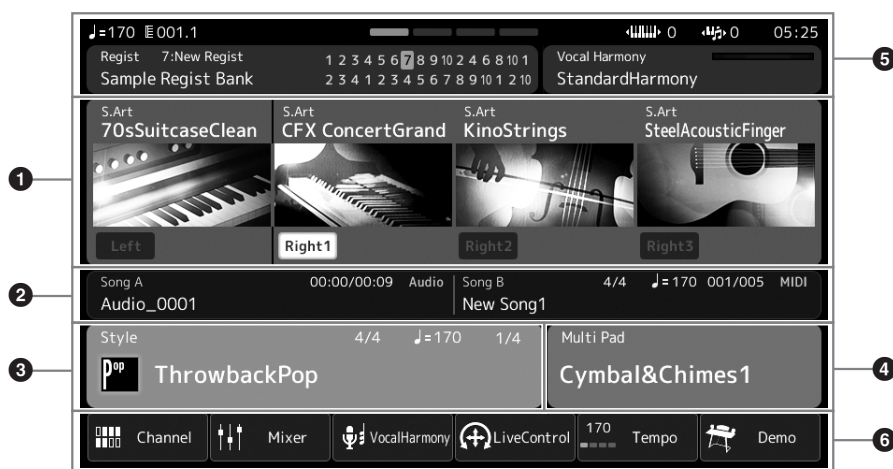 ♩=170 001.1 0 0 05:25
Regist 7:New Regist 1 2 3 4 5 6 7 8 9 10 2 4 6 8 10 1 Vocal Harmony
Sample Regist Bank 2 3 4 1 2 3 4 5 6 7 8 9 10 1 2 10 StandardHarmony
5
S.Art S.Art S.Art S.Art
70sSuitcaseClean CFX ConcertGrand KinoStrings SteelAcousticFinger
1
Left Right1 Right2 Right3
Song A 00:00/00:09 Audio Song B 4/4 ♩=170 001/005 MIDI
2
Audio_0001 New Song1
Style 4/4 ♩=170 1/4 Multi Pad
3 Pop ThrowbackPop Cymbal&Chimes1 4
170
Channel Mixer VocalHarmony LiveControl Tempo Demo 6